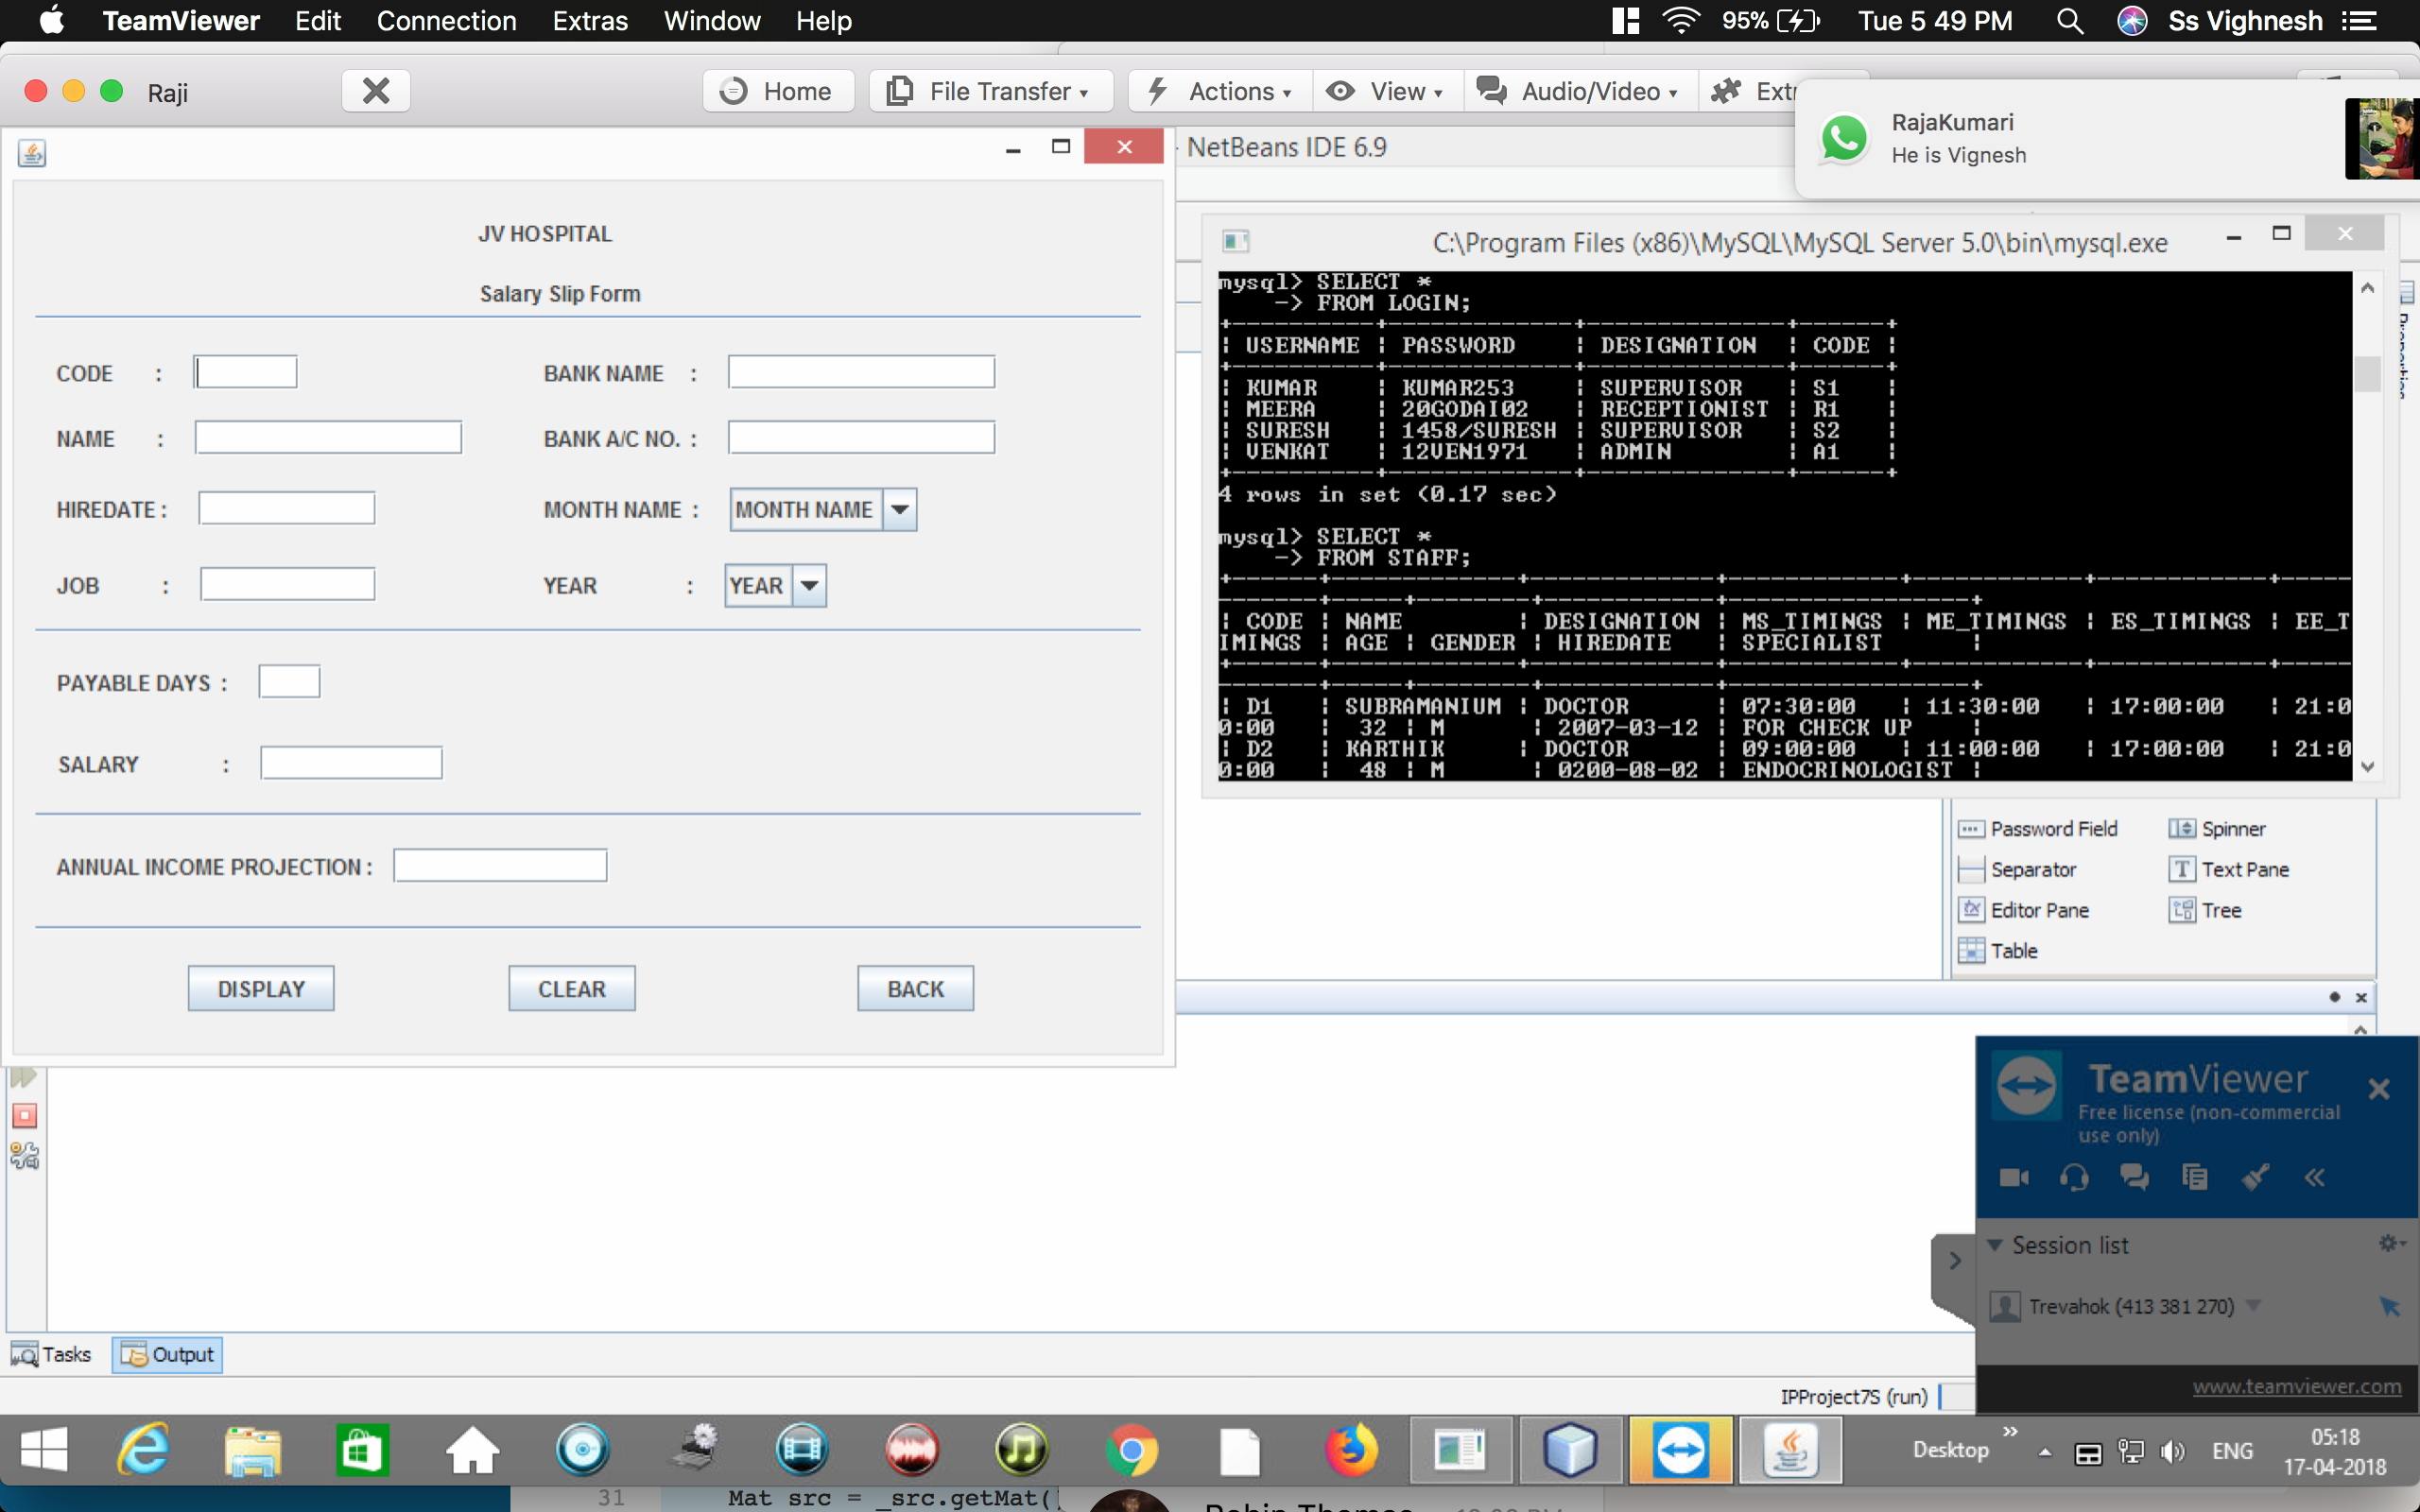 TeamViewer Edit Connection Extras Window Help 95% Tue 5 49 PM Ss Vighnesh
Raji Home File Transfer Actions View Audio/Video
RajaKumari
He is Vignesh
NetBeans IDE 6.9
JV HOSPITAL
Salary Slip Form
CODE : BANK NAME :
NAME : BANK A/C NO. :
HIREDATE : MONTH NAME : MONTH NAME
JOB : YEAR : YEAR
PAYABLE DAYS :
SALARY :
ANNUAL INCOME PROJECTION :
DISPLAY CLEAR BACK
C:\Program Files (x86)\MySQL\MySQL Server 5.0\bin\mysql.exe
mysql> SELECT *
-> FROM LOGIN;
| USERNAME | PASSWORD | DESIGNATION | CODE |
| KUMAR | KUMAR253 | SUPERVISOR | S1 |
| MEERA | 20GODAI02 | RECEPTIONIST | R1 |
| SURESH | 1458/SURESH | SUPERVISOR | S2 |
| VENKAT | 12VEN1971 | ADMIN | A1 |
4 rows in set (0.17 sec)
mysql> SELECT *
-> FROM STAFF;
| CODE | NAME | DESIGNATION | MS_TIMINGS | ME_TIMINGS | ES_TIMINGS | EE_T
IMINGS | AGE | GENDER | HIREDATE | SPECIALIST |
| D1 | SUBRAMANIUM | DOCTOR | 07:30:00 | 11:30:00 | 17:00:00 | 21:0
0:00 | 32 | M | 2007-03-12 | FOR CHECK UP |
| D2 | KARTHIK | DOCTOR | 09:00:00 | 11:00:00 | 17:00:00 | 21:0
0:00 | 48 | M | 0200-08-02 | ENDOCRINOLOGIST |
Password Field Spinner
Separator Text Pane
Editor Pane Tree
Table
TeamViewer
Free license (non-commercial
use only)
Session list
Trevahok (413 381 270)
www.teamviewer.com
Tasks Output
IPProject7S (run)
Desktop ENG 05:18
17-04-2018
31 Mat src = _src.getMat(